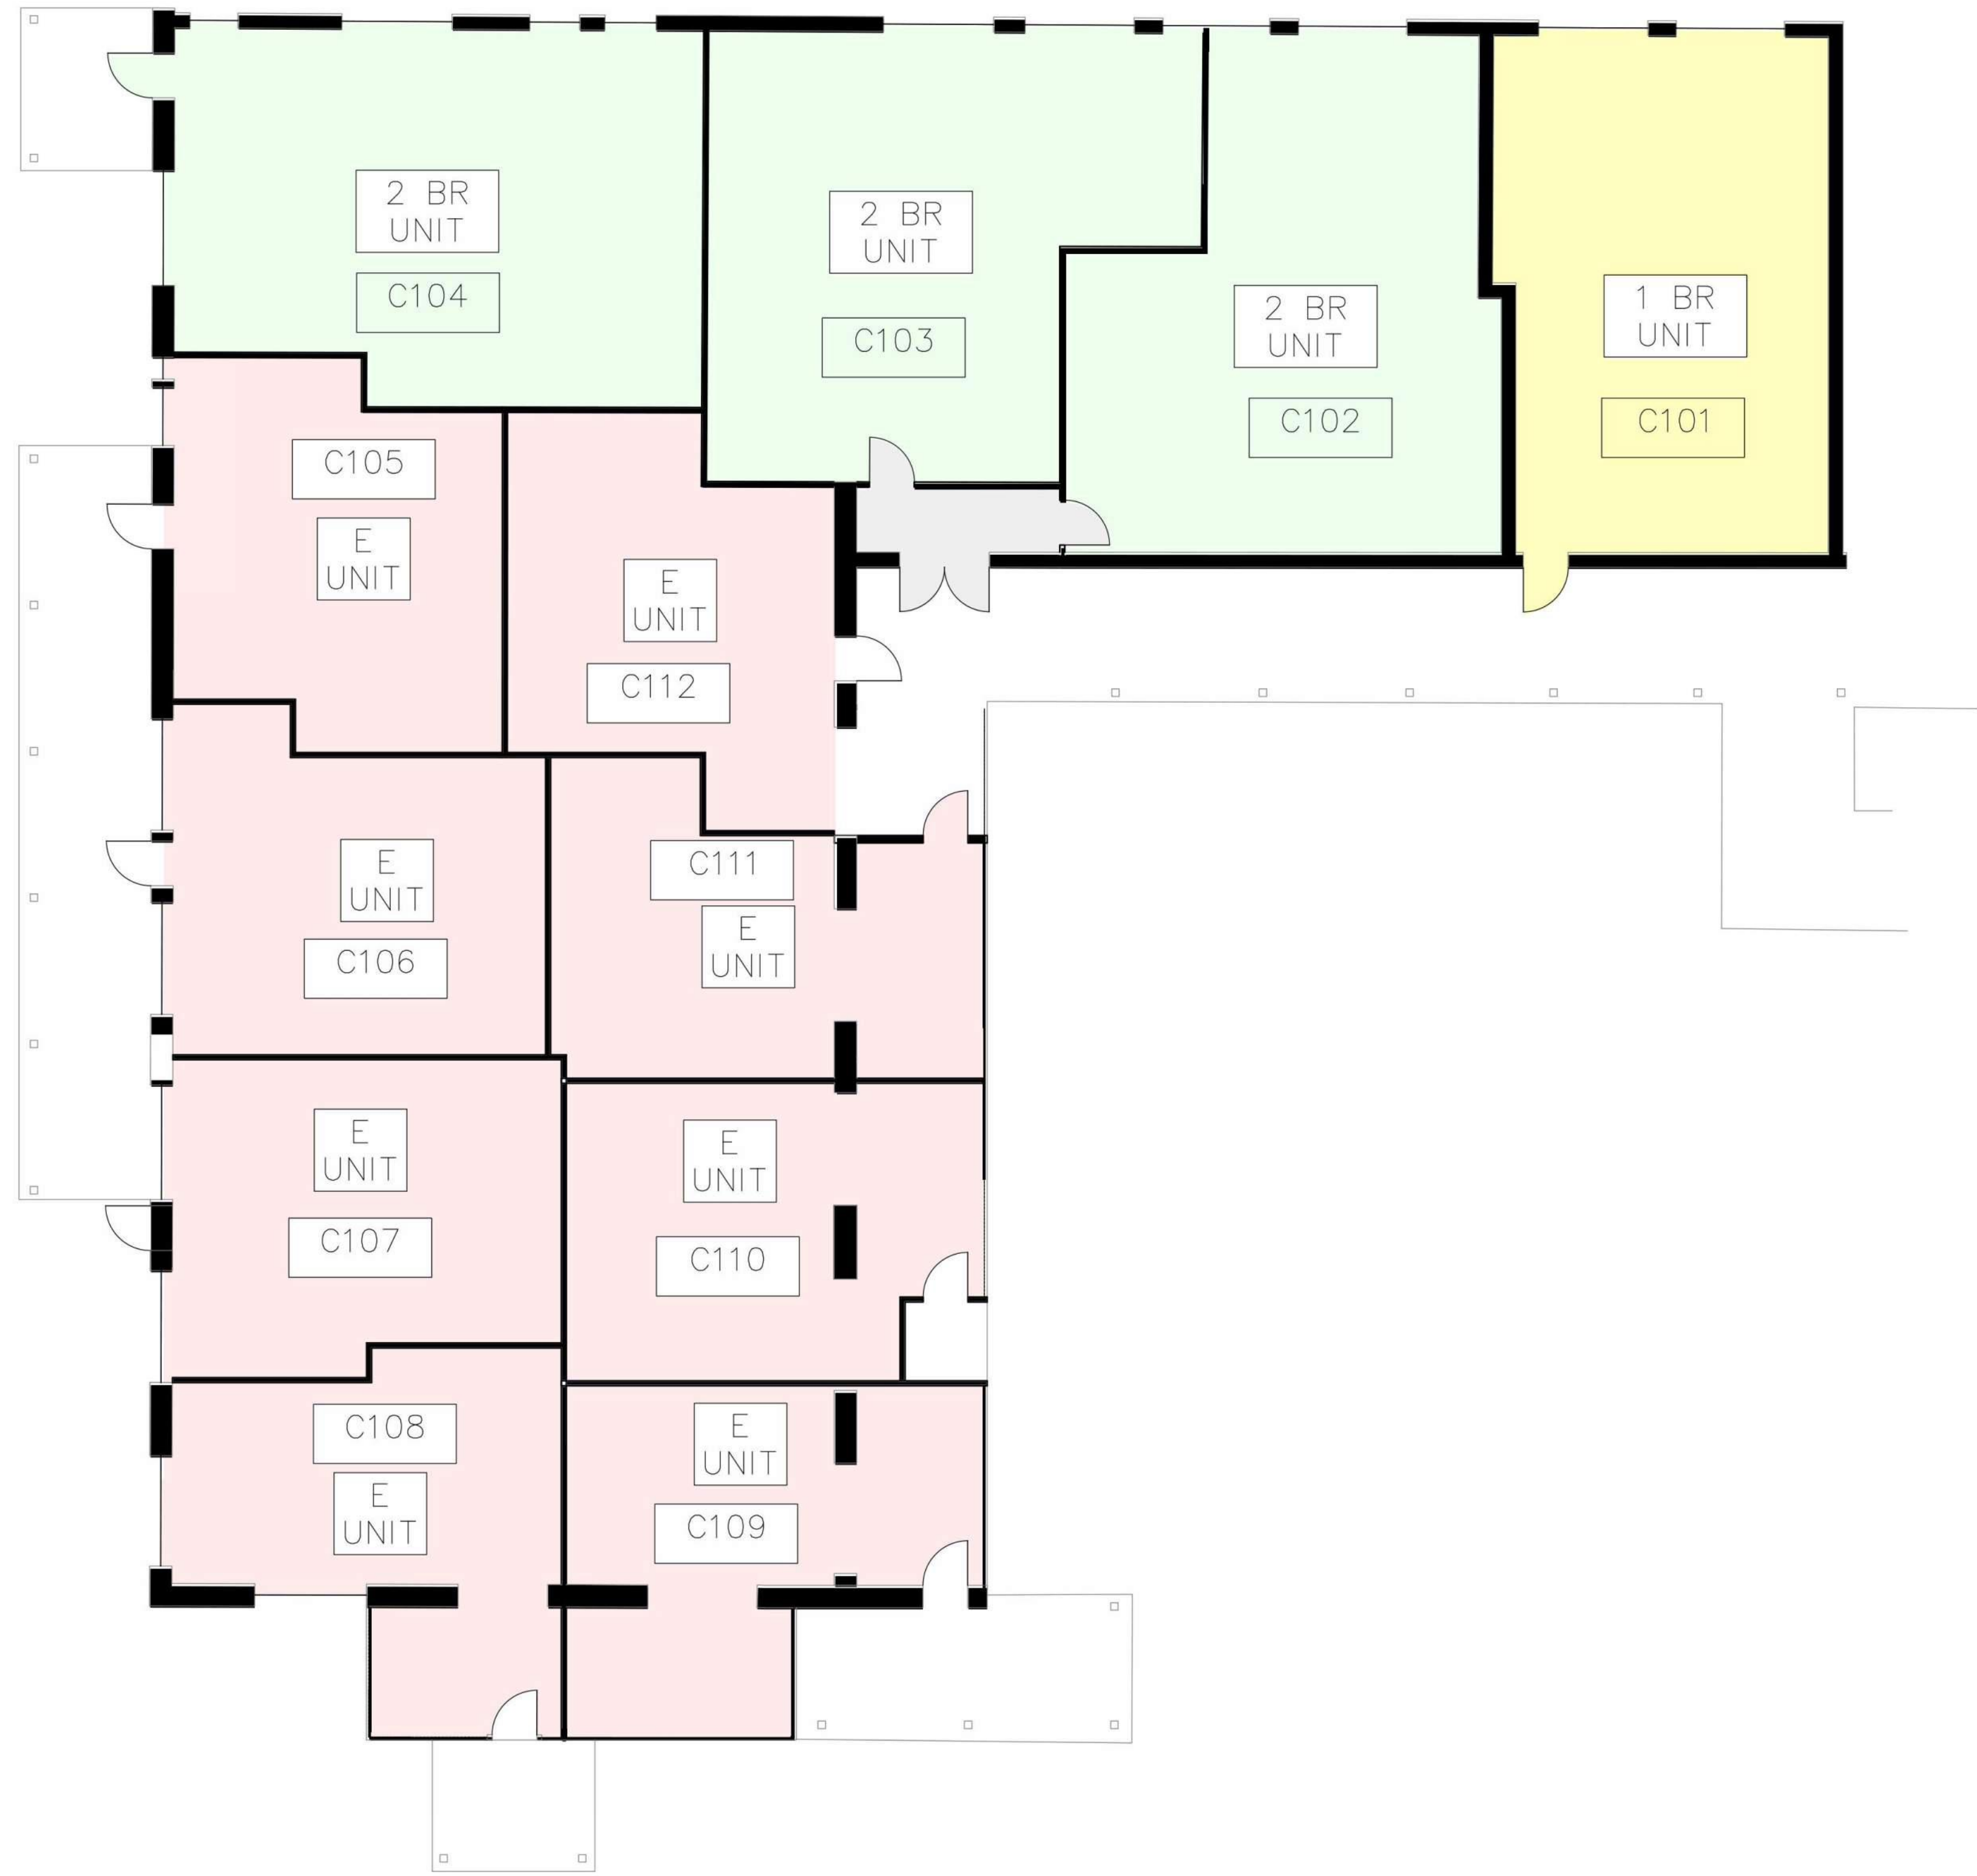 2 BR
UNIT
C104
2 BR
UNIT
C103
2 BR
UNIT
C102
1 BR
UNIT
C101
C105
E
UNIT
E
UNIT
C112
E
UNIT
C106
C111
E
UNIT
E
UNIT
C107
E
UNIT
C110
C108
E
UNIT
E
UNIT
C109